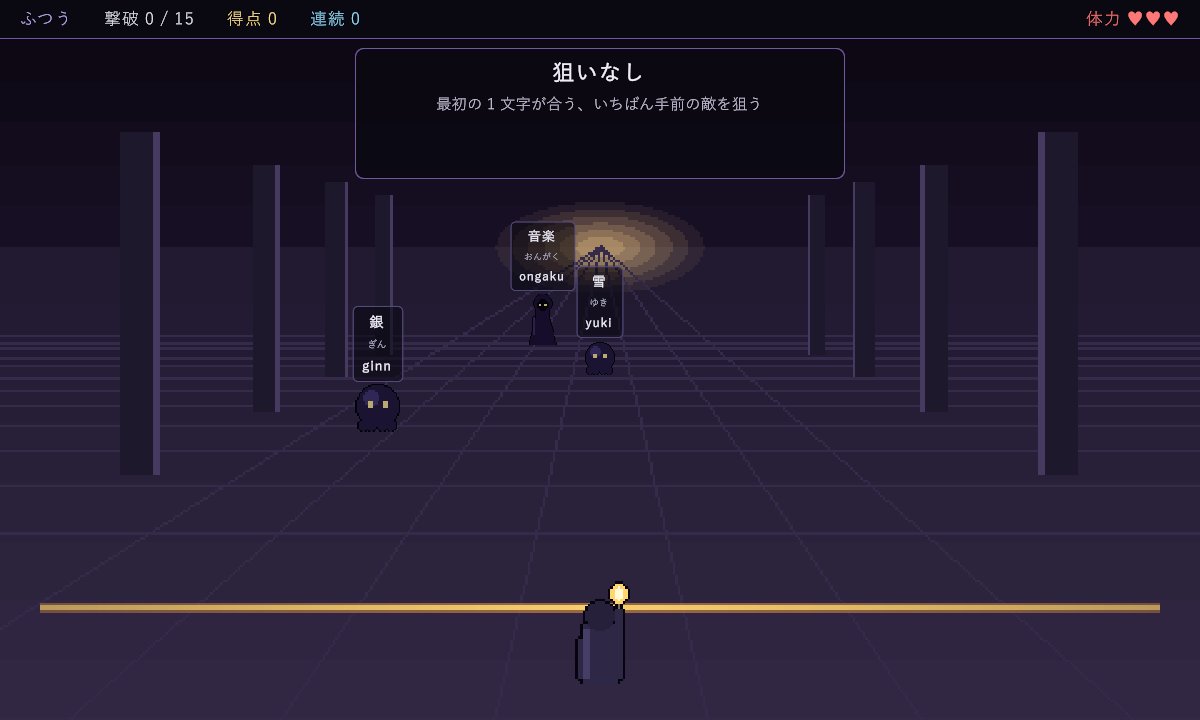 ふつう 撃破 0 / 15 得点 0 連続 0 体力 ♥♥♥
狙いなし
最初の 1 文字が合う、いちばん手前の敵を狙う
音楽
おんがく
ongaku
雪
ゆき
yuki
銀
ぎん
ginn